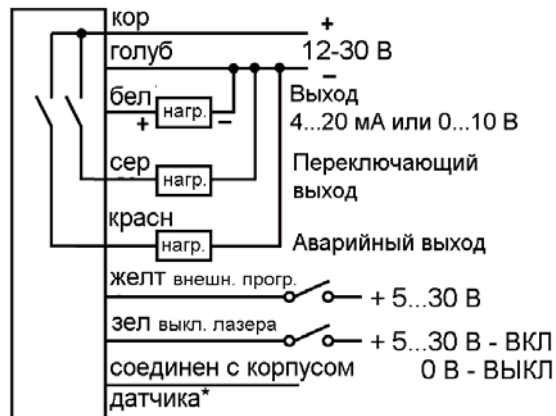 кор +
голуб 12-30 В
–
бел Выход
+ нагр. – 4...20 мА или 0...10 В
сер Переключающий
нагр. выход
красн
нагр. Аварийный выход
желт внешн. прогр.
+ 5...30 В
зел выкл. лазера
+ 5...30 В - ВКЛ
соединен с корпусом 0 В - ВЫКЛ
датчика*